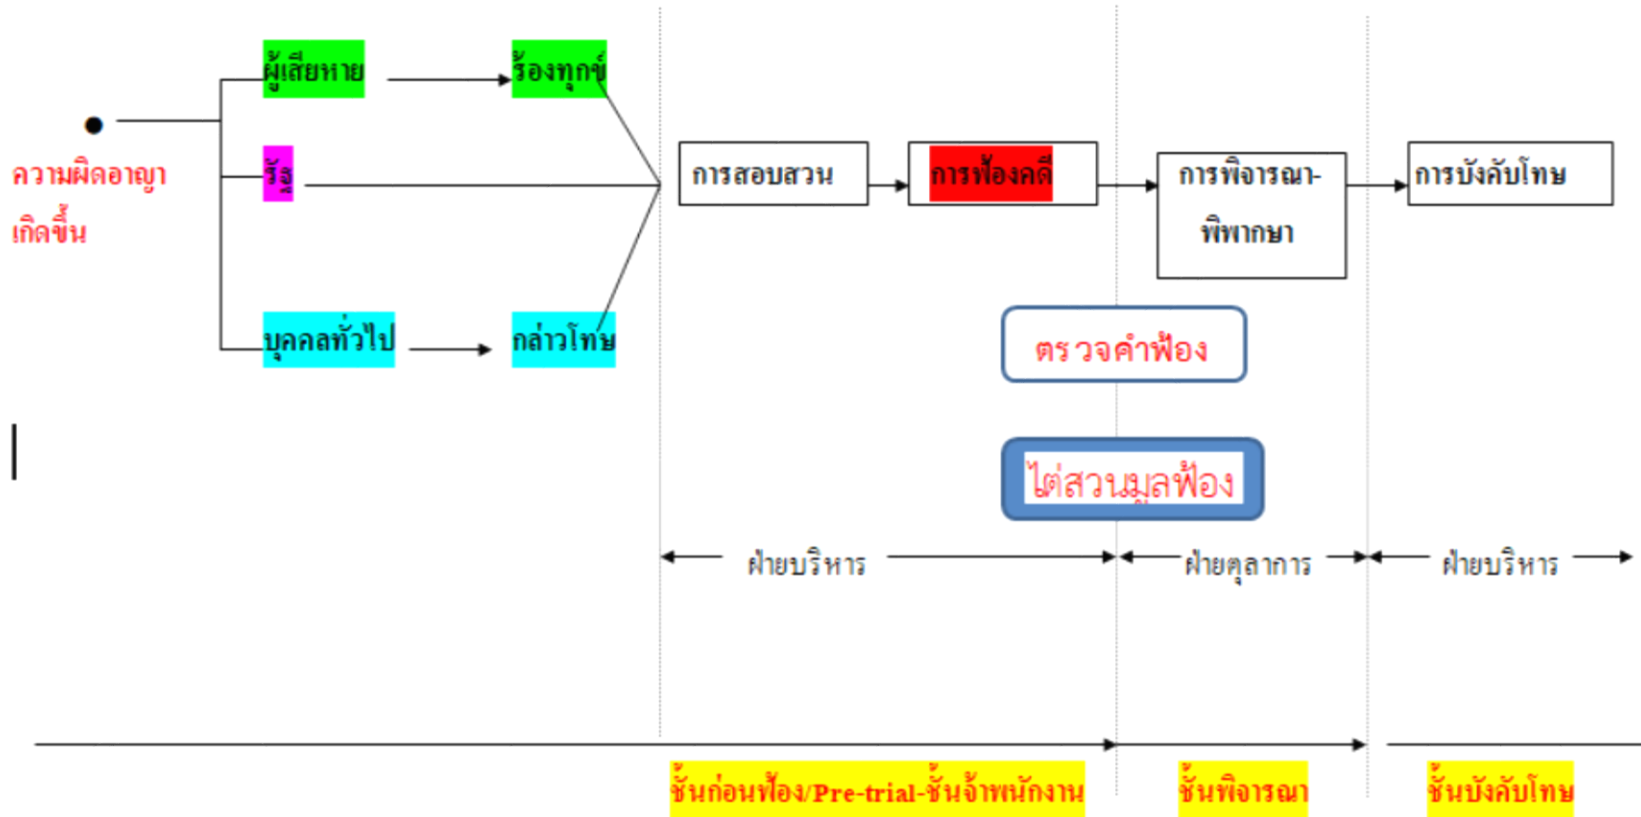 ผู้เสียหาย
ร้องทุกข์
ความผิดอาญา
เกิดขึ้น
รัฐ
การสอบสวน
การฟ้องคดี
การพิจารณา-
พิพากษา
การบังคับโทษ
บุคคลทั่วไป
กล่าวโทษ
ตรวจคำฟ้อง
ไต่สวนมูลฟ้อง
ฝ่ายบริหาร
ฝ่ายตุลาการ
ฝ่ายบริหาร
ชั้นก่อนฟ้อง/Pre-trial-ชั้นจ้าพนักงาน
ชั้นพิจารณา
ชั้นบังคับโทษ